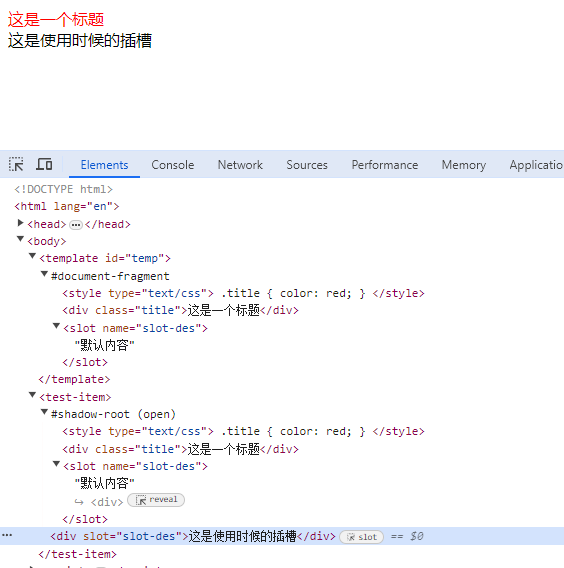 这是一个标题
这是使用时候的插槽
Elements Console Network Sources Performance Memory Applicatio
<!DOCTYPE html>
<html lang="en">
<head> ••• </head>
<body>
<template id="temp">
#document-fragment
<style type="text/css"> .title { color: red; } </style>
<div class="title">这是一个标题</div>
<slot name="slot-des">
"默认内容"
</slot>
</template>
<test-item>
#shadow-root (open)
<style type="text/css"> .title { color: red; } </style>
<div class="title">这是一个标题</div>
<slot name="slot-des">
"默认内容"
↪ <div> reveal
</slot>
••• <div slot="slot-des">这是使用时候的插槽</div> slot == $0
</test-item>